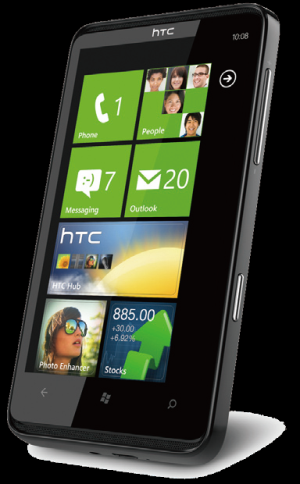 hTC
10:08
1
Phone
People
7
Messaging
20
Outlook
hTC
HTC Hub
Photo Enhancer
885.00
+30.00
+6.92%
Stocks